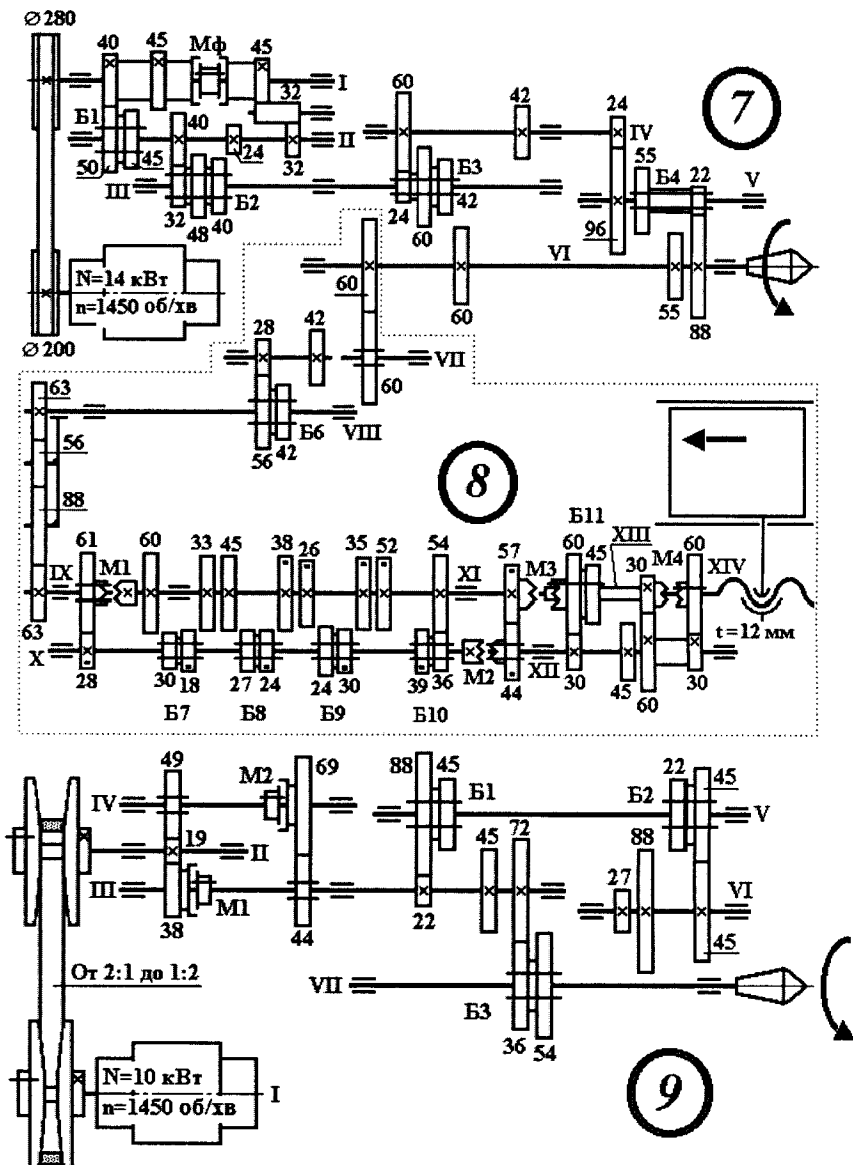 Ø 280
40 45 Мф 45
I
32
60 42 24
7
Б1 40
II IV
50 45 24 32
55 Б4 22
III Б2 Б3 V
32 24 42
48 40 60 96
VI
N=14 кВт
n=1450 об/хв
60 60 55
88
Ø 200
28 42
VII
60
63
Б6 VIII
56 42
56
8
88
Б11 XIII
61 60 33 45 38 26 35 52 54 57 60 45 30 60
IX М1 XI М3 М4 XIV
t = 12 мм
X М2 XII
28 30 18 27 24 24 30 39 36 44 30 45 60 30
Б7 Б8 Б9 Б10
49 М2 69 88 45 22 45
Б1 Б2
IV V
19 II 45 72 88
27
III М1 VI
38 44 22 45
От 2:1 до 1:2
VII Б3
36 54
N=10 кВт
n=1450 об/хв
I
9